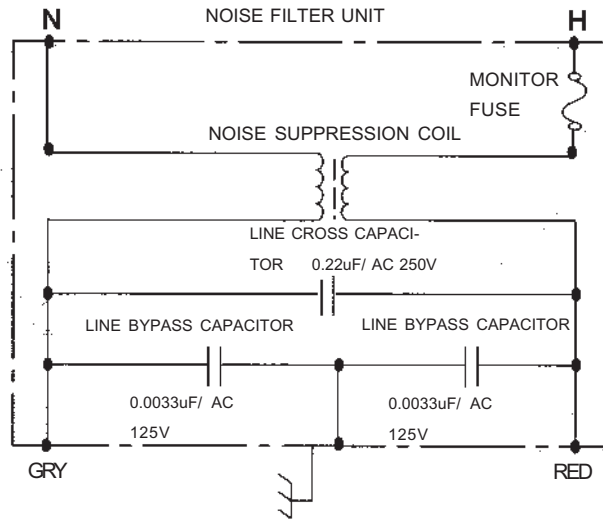 N
NOISE FILTER UNIT
H
MONITOR
FUSE
NOISE SUPPRESSION COIL
LINE CROSS CAPACI-
TOR 0.22uF/ AC 250V
LINE BYPASS CAPACITOR
LINE BYPASS CAPACITOR
0.0033uF/ AC
125V
0.0033uF/ AC
125V
GRY
RED